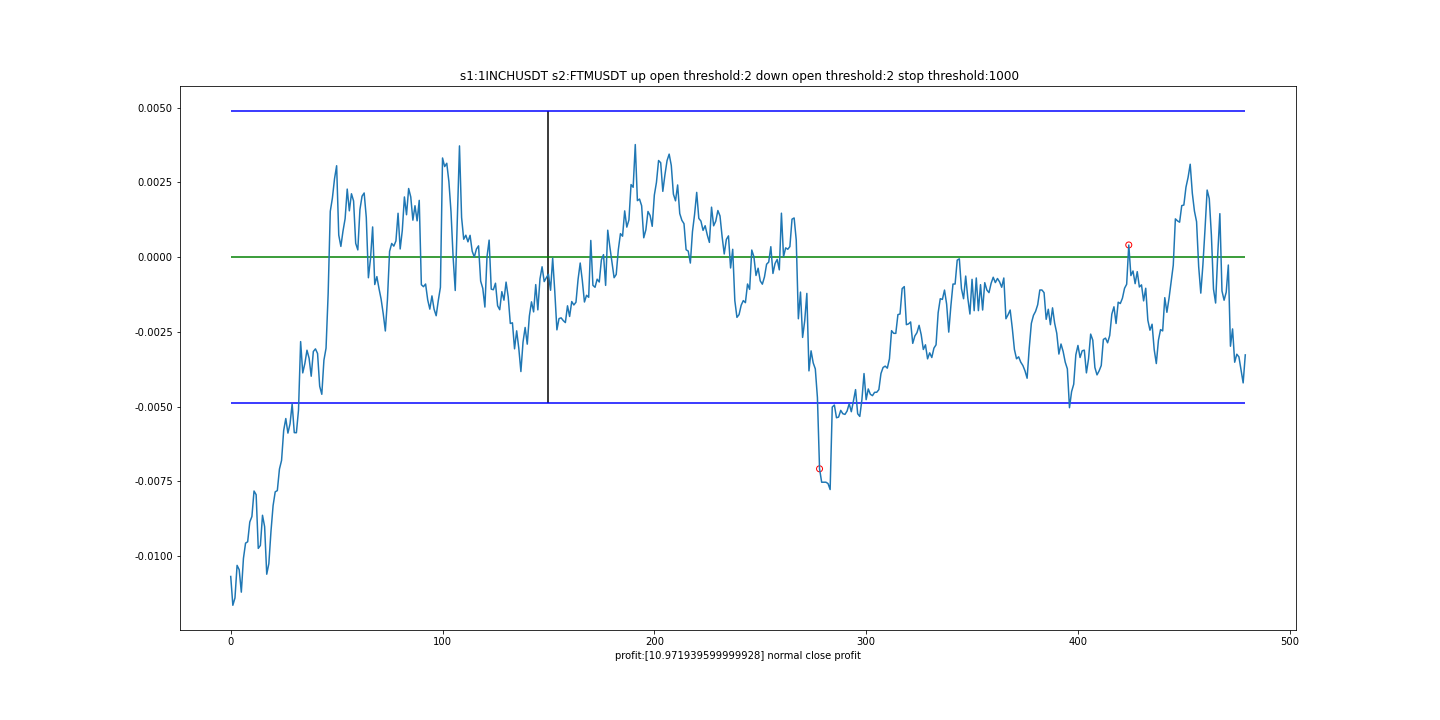 s1:1INCHUSDT s2:FTMUSDT up open threshold:2 down open threshold:2 stop threshold:1000
0.0050
0.0025
0.0000
-0.0025
-0.0050
-0.0075
-0.0100
0 100 200 300 400 500
profit:[10.971939599999928] normal close profit